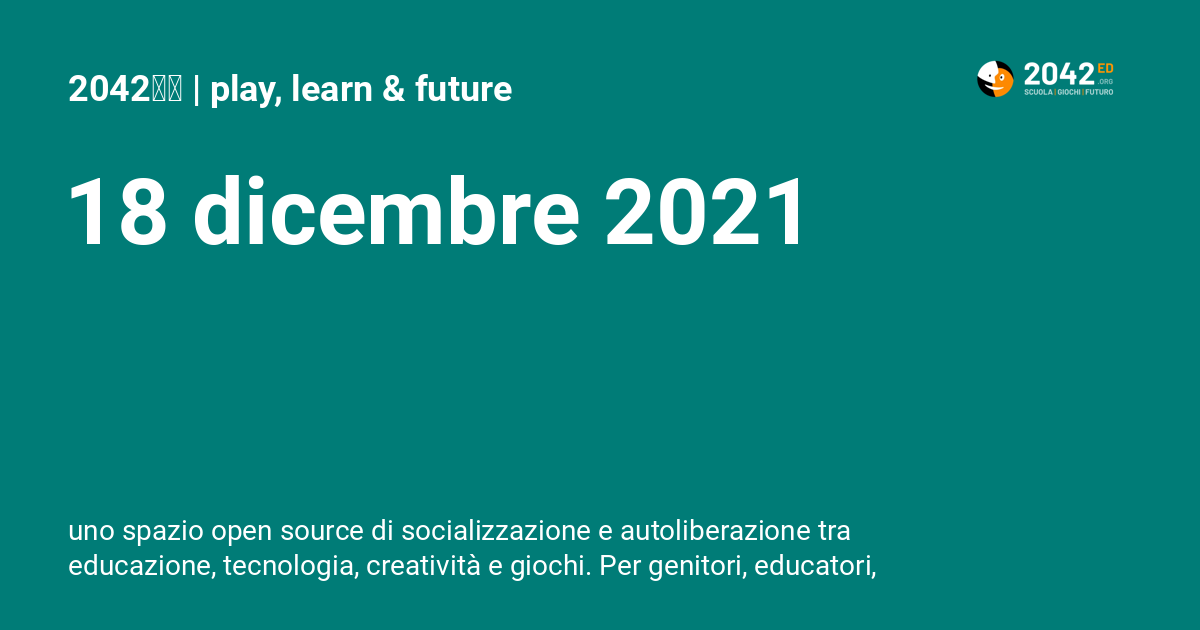 2042 | play, learn & future
2042 ED
.ORG
SCUOLA | GIOCHI | FUTURO
18 dicembre 2021
uno spazio open source di socializzazione e autoliberazione tra
educazione, tecnologia, creatività e giochi. Per genitori, educatori,